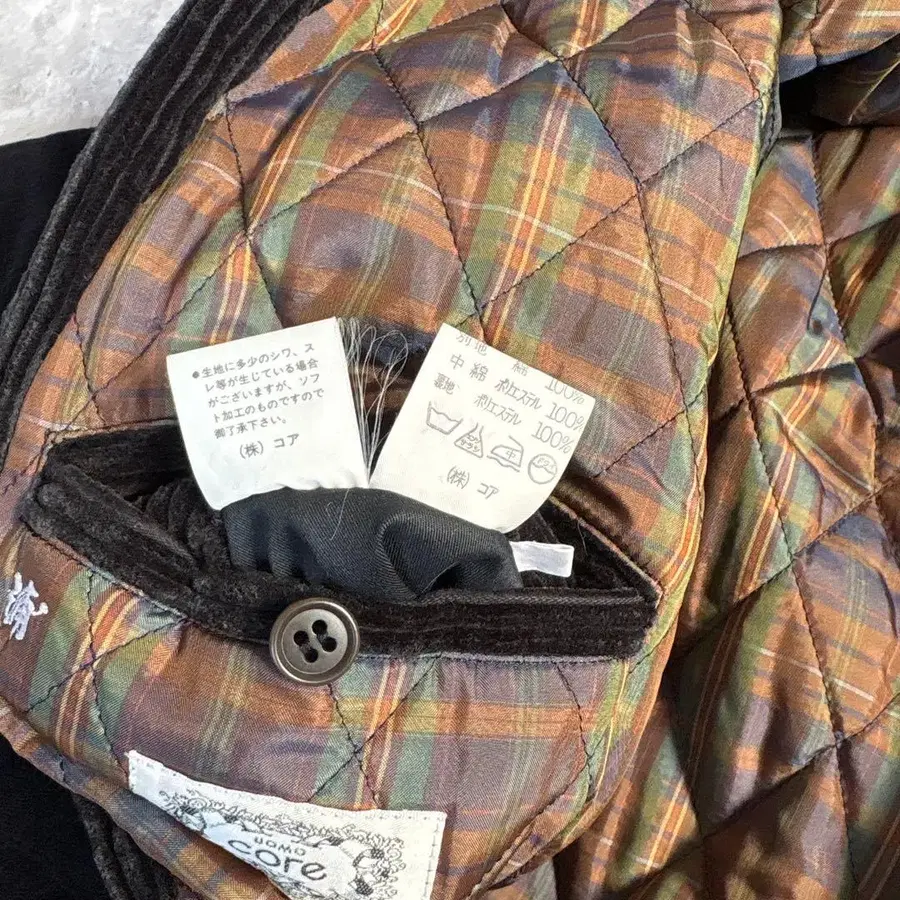 ●生地に多少のシワ、ス
レ等が生じている場合
がございますが、ソフ
ト加工のものですので
御了承下さい。
(株) コア
別地 綿 100%
中綿 ポリエステル 100%
裏地 ポリエステル 100%
中
(株) コア
UOMO
core